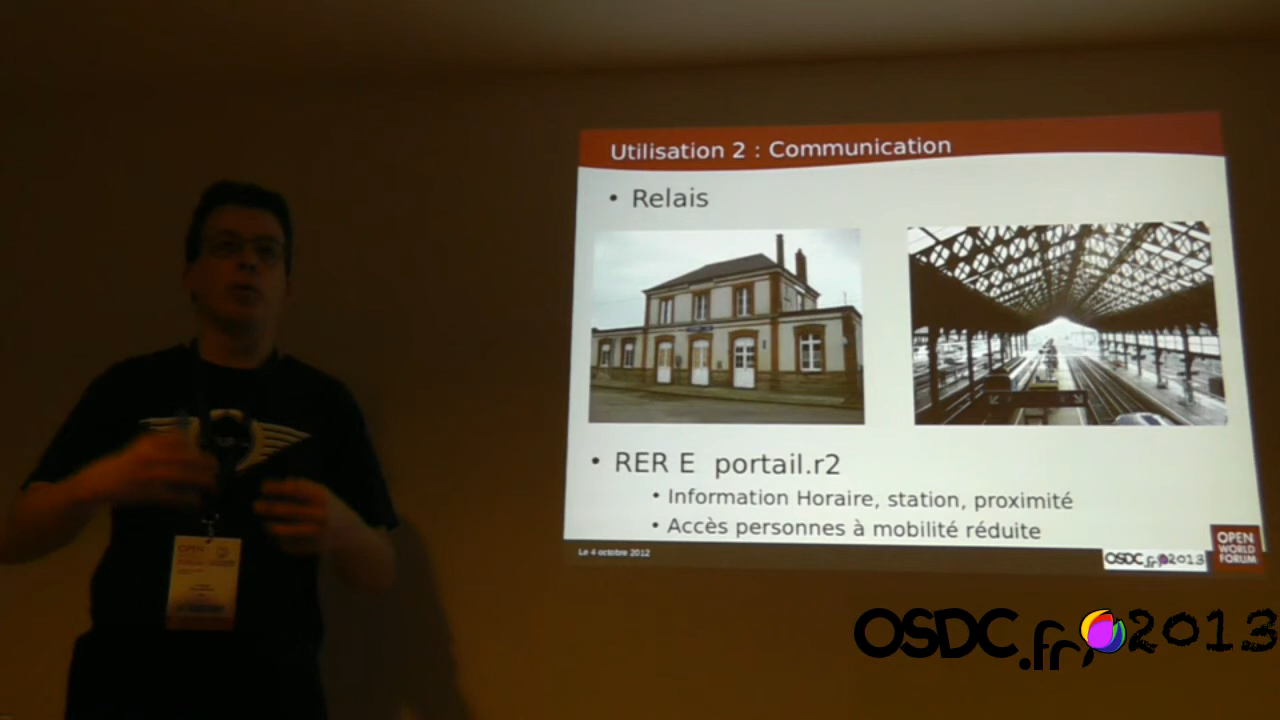 Utilisation 2 : Communication
• Relais
• RER E portail.r2
• Information Horaire, station, proximité
• Accès personnes à mobilité réduite
Le 4 octobre 2012
OSDC.fr 2013
OPEN
WORLD
FORUM
OPEN
OSDC.fr 2013